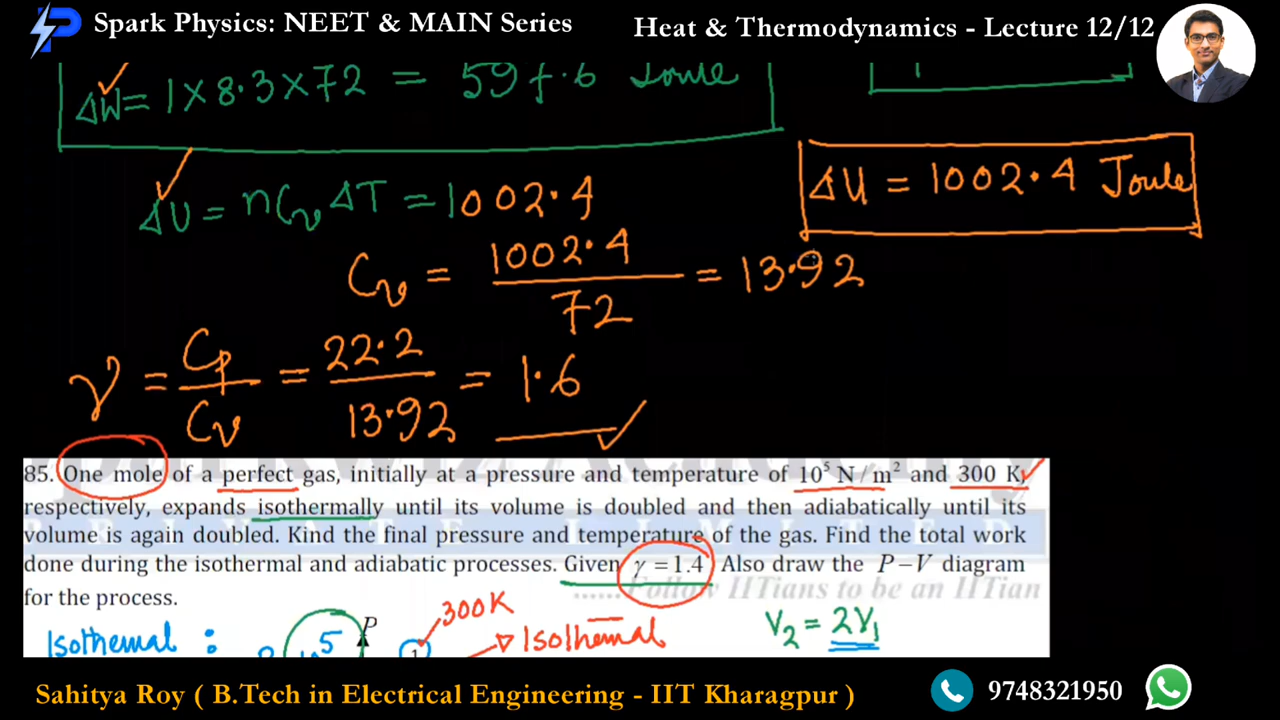 Spark Physics: NEET & MAIN Series
Heat & Thermodynamics - Lecture 12/12
ΔW = 1 × 8.3 × 72 = 597.6 Joule
ΔU = nCv ΔT = 1002.4
ΔU = 1002.4 Joule
Cv = 1002.4 / 72 = 13.92
γ = Cp / Cv = 22.2 / 13.92 = 1.6
85. One mole of a perfect gas, initially at a pressure and temperature of 10⁵ N/m² and 300 K
respectively, expands isothermally until its volume is doubled and then adiabatically until its
volume is again doubled. Kind the final pressure and temperature of the gas. Find the total work
done during the isothermal and adiabatic processes. Given γ = 1.4 Also draw the P−V diagram
......Follow IITians to be an IITian
for the process.
Isothemal :
P
300K
Isothemal
V₂ = 2V₁
Sahitya Roy ( B.Tech in Electrical Engineering - IIT Kharagpur )
9748321950